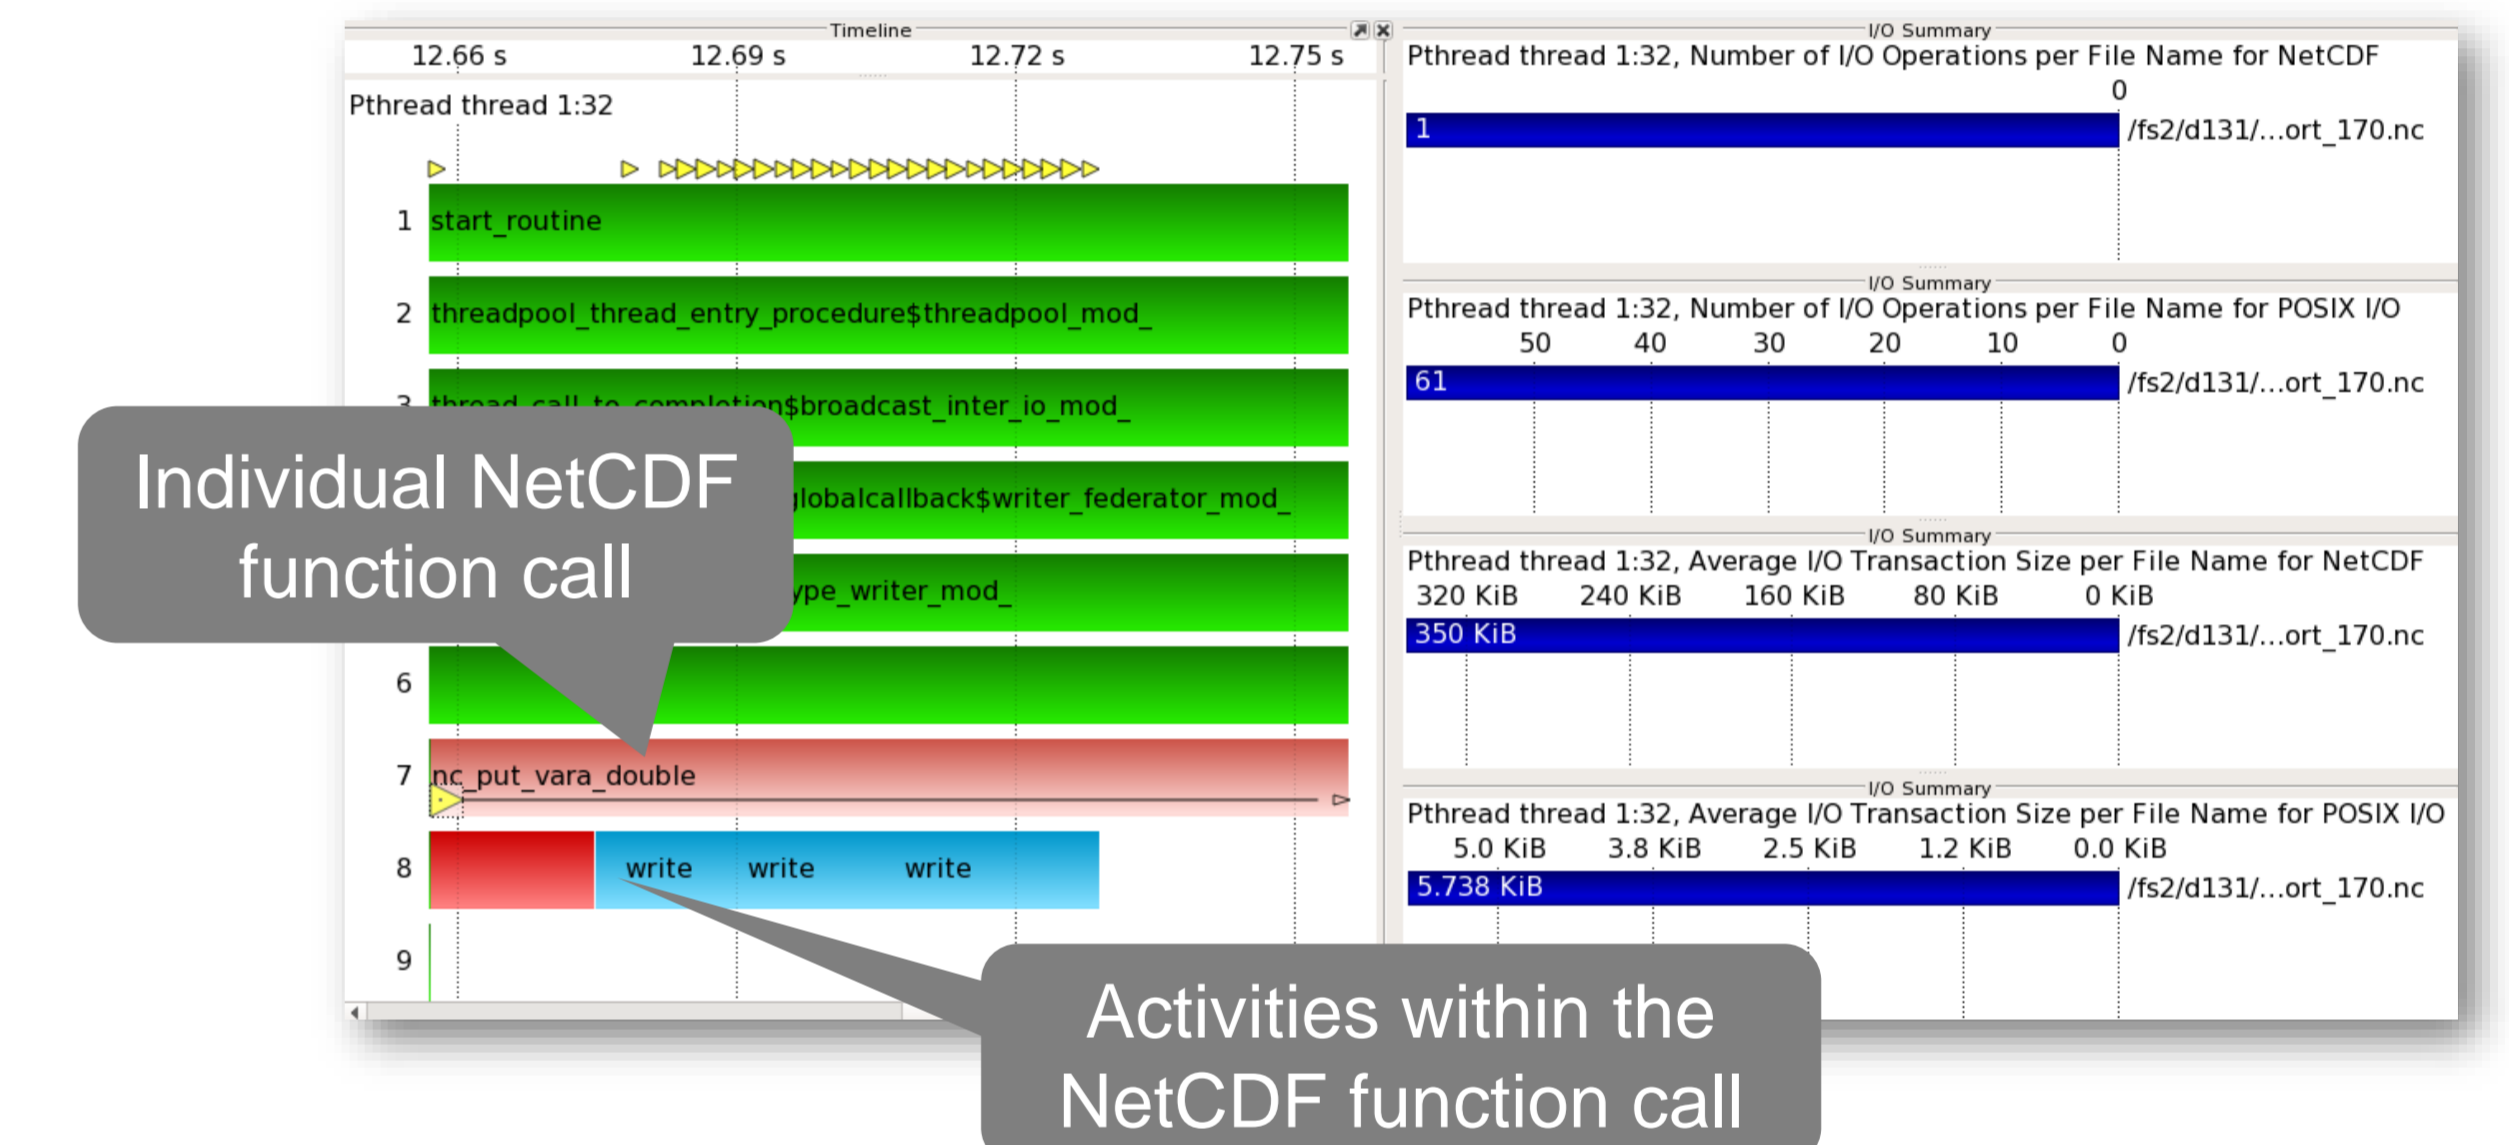 Timeline
12.66 s 12.69 s 12.72 s 12.75 s
Pthread thread 1:32
1 start_routine
2 threadpool_thread_entry_procedure$threadpool_mod_
3 thread_call_to_completion$broadcast_inter_io_mod_
globalcallback$writer_federator_mod_
ype_writer_mod_
6
7 nc_put_vara_double
8 write write write
9
Individual NetCDF
function call
Activities within the
NetCDF function call
I/O Summary
Pthread thread 1:32, Number of I/O Operations per File Name for NetCDF
0
1 /fs2/d131/...ort_170.nc
I/O Summary
Pthread thread 1:32, Number of I/O Operations per File Name for POSIX I/O
50 40 30 20 10 0
61 /fs2/d131/...ort_170.nc
I/O Summary
Pthread thread 1:32, Average I/O Transaction Size per File Name for NetCDF
320 KiB 240 KiB 160 KiB 80 KiB 0 KiB
350 KiB /fs2/d131/...ort_170.nc
I/O Summary
Pthread thread 1:32, Average I/O Transaction Size per File Name for POSIX I/O
5.0 KiB 3.8 KiB 2.5 KiB 1.2 KiB 0.0 KiB
5.738 KiB /fs2/d131/...ort_170.nc